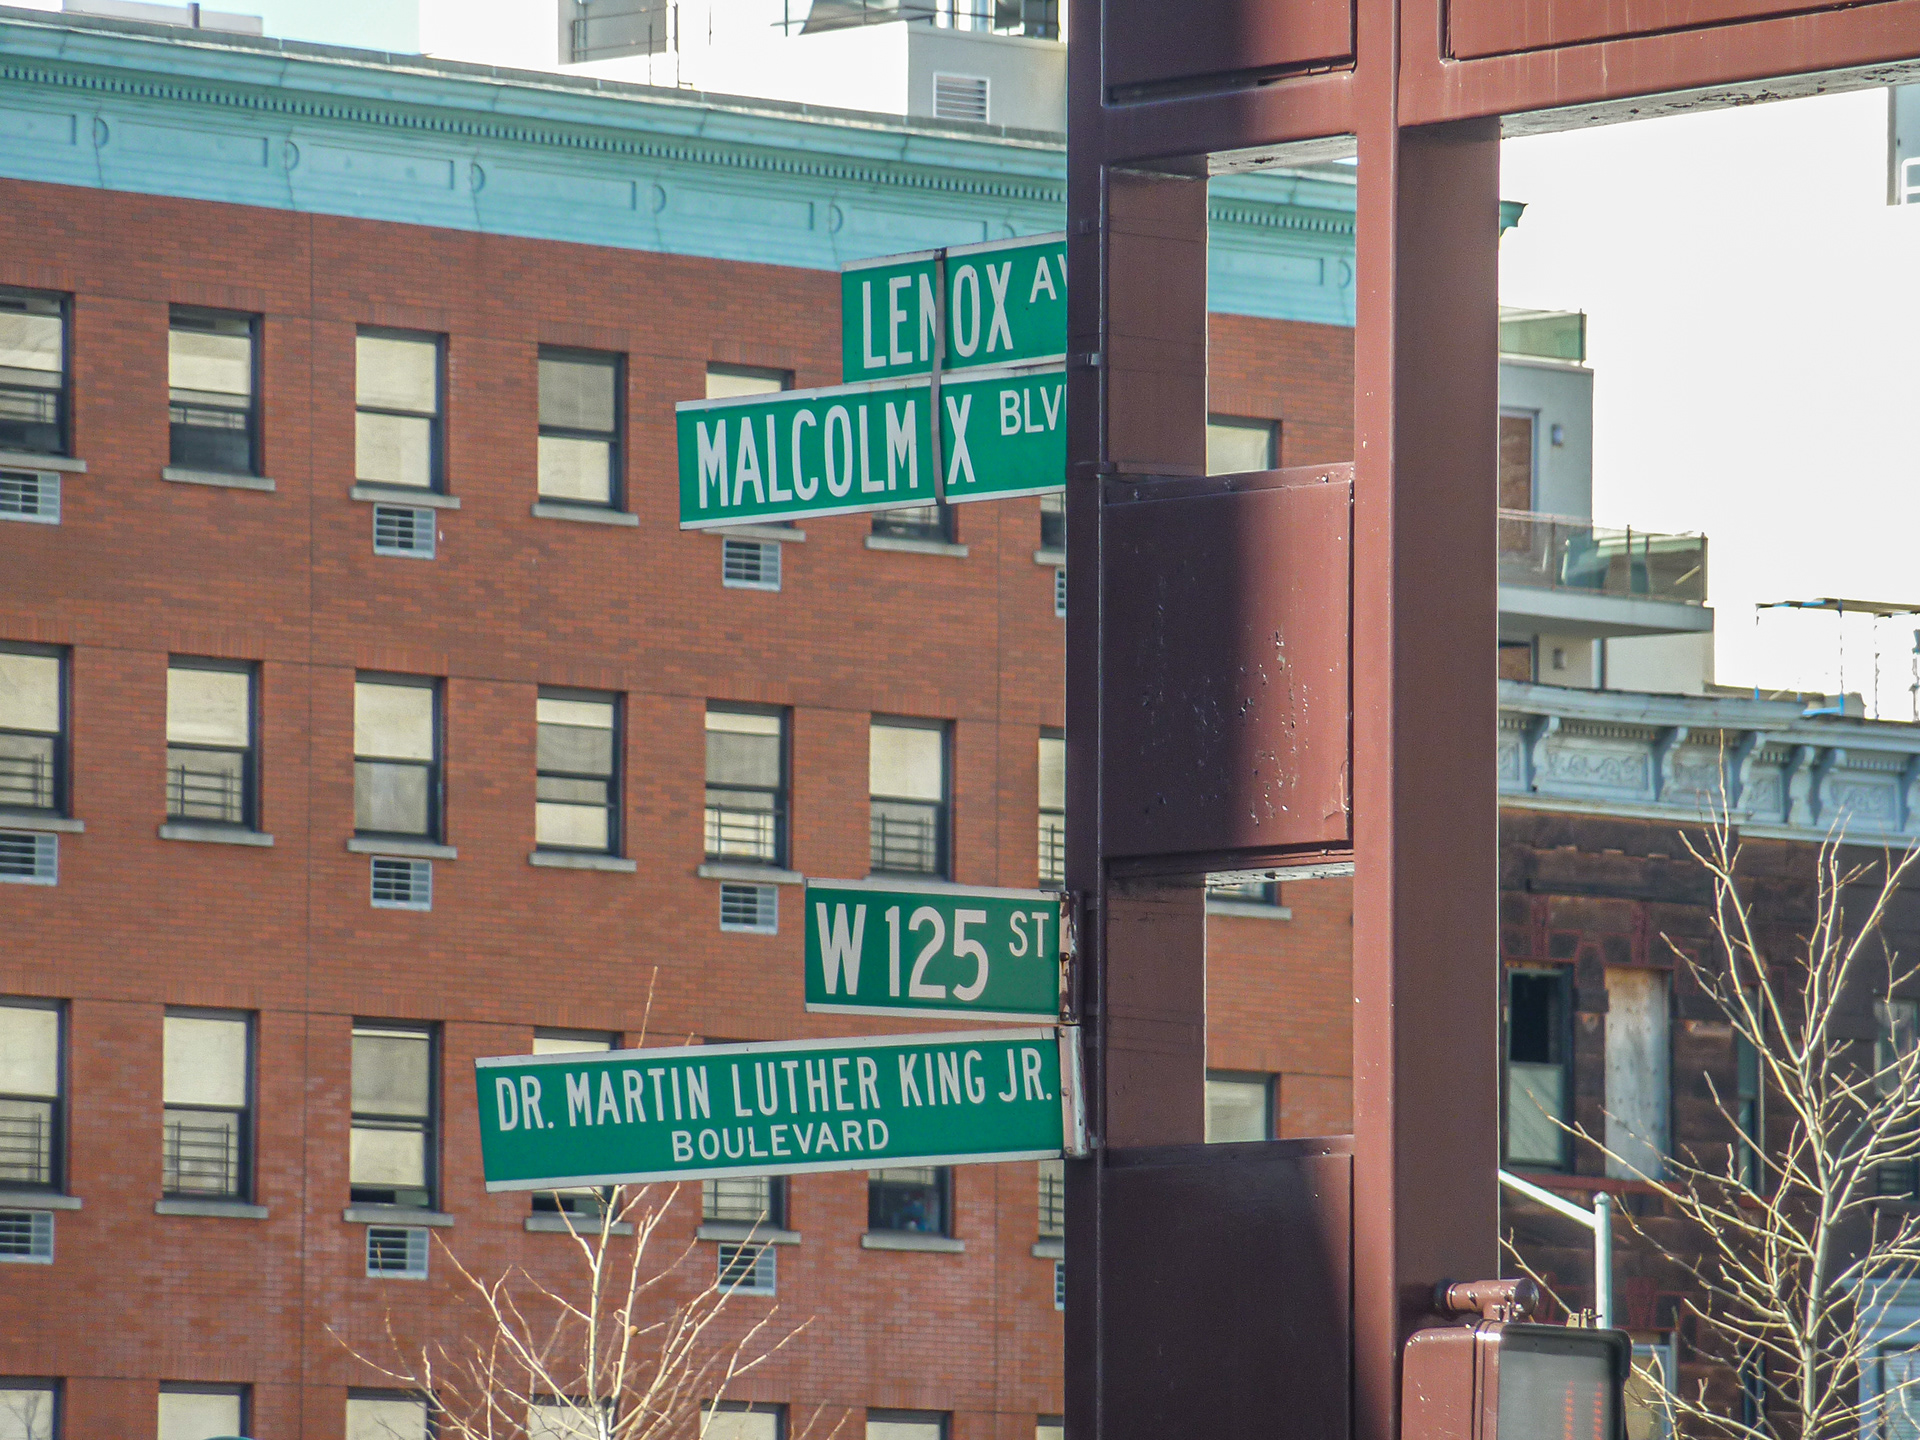 LENOX AV
MALCOLM X BLV
W 125 ST
DR. MARTIN LUTHER KING JR.
BOULEVARD